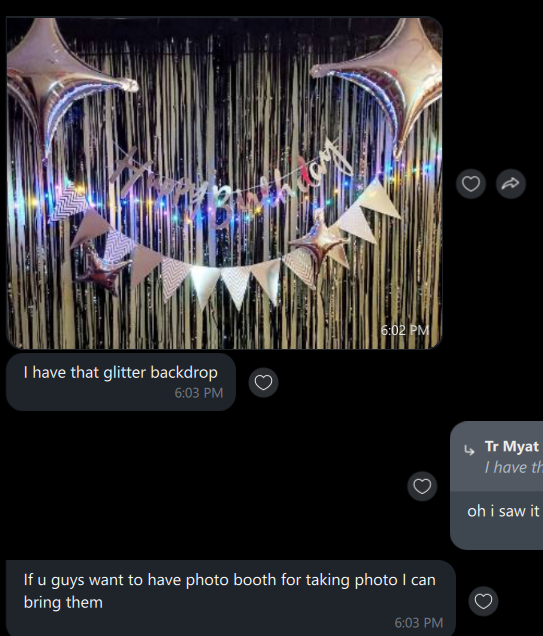 Happy Birthday
6:02 PM
I have that glitter backdrop
6:03 PM
Tr Myat
I have th
oh i saw it
If u guys want to have photo booth for taking photo I can
bring them
6:03 PM